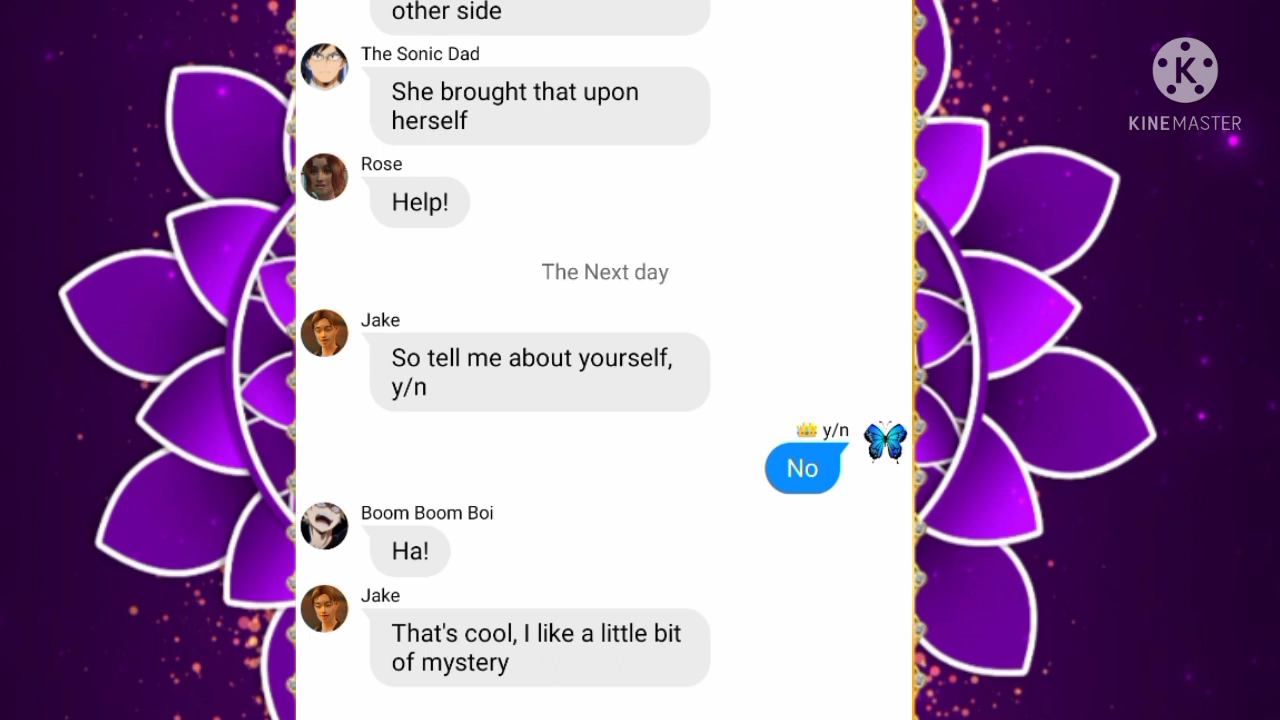 other side
The Sonic Dad
She brought that upon
herself
Rose
Help!
The Next day
Jake
So tell me about yourself,
y/n
👑 y/n
No
Boom Boom Boi
Ha!
Jake
That's cool, I like a little bit
of mystery
K
KINEMASTER